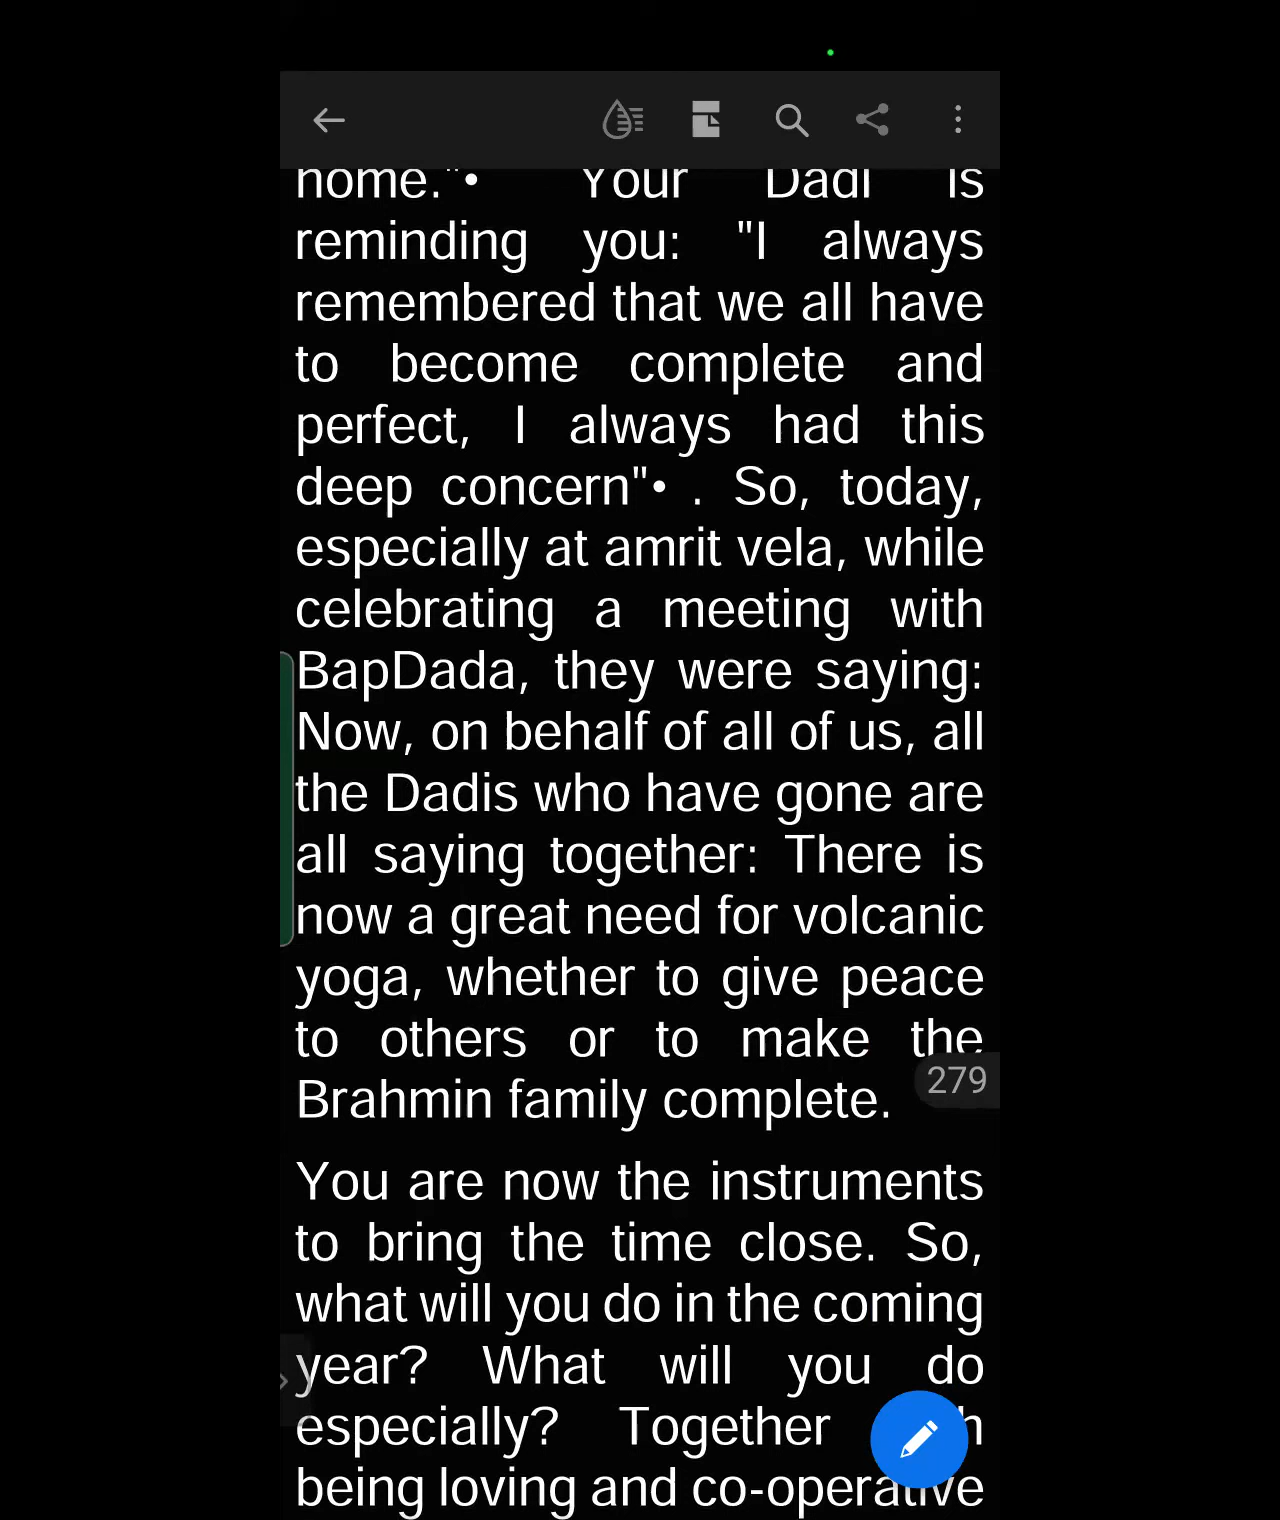 home."• Your Dadi is
reminding you: "I always
remembered that we all have
to become complete and
perfect, I always had this
deep concern"• . So, today,
especially at amrit vela, while
celebrating a meeting with
BapDada, they were saying:
Now, on behalf of all of us, all
the Dadis who have gone are
all saying together: There is
now a great need for volcanic
yoga, whether to give peace
to others or to make the
279
Brahmin family complete.
You are now the instruments
to bring the time close. So,
what will you do in the coming
year? What will you do
especially? Together
being loving and co-operative